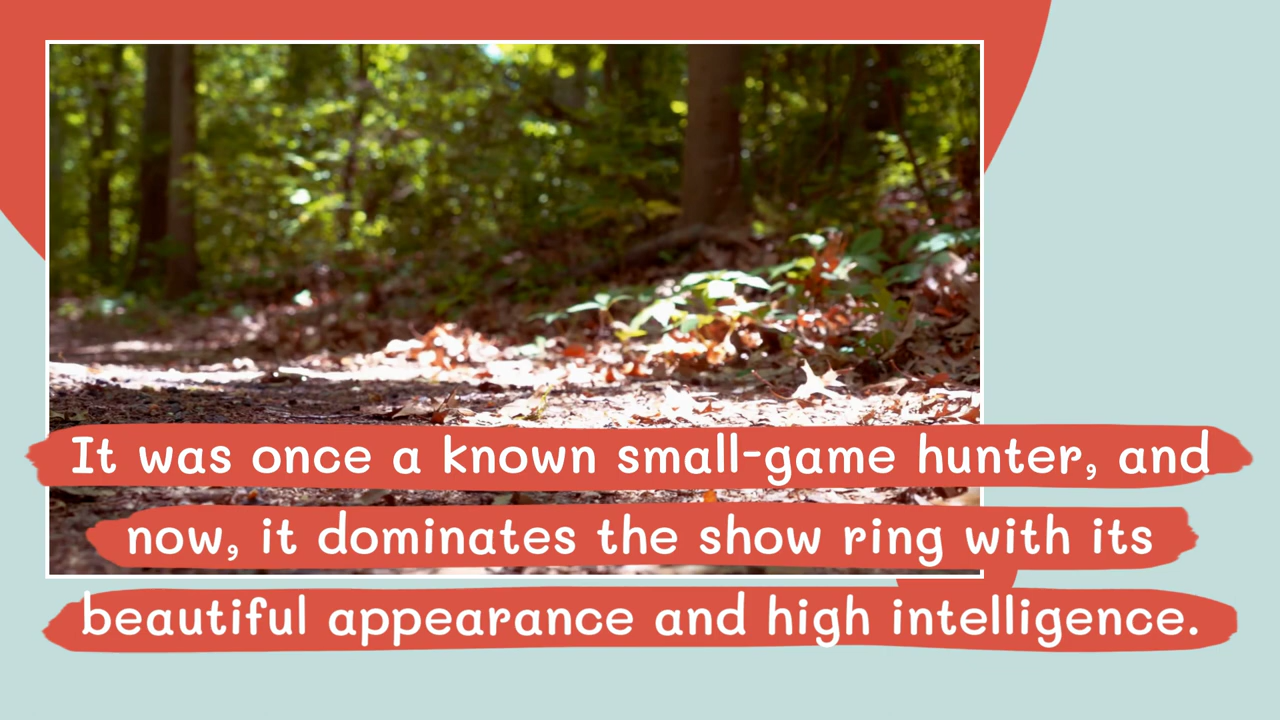 It was once a known small-game hunter, and
now, it dominates the show ring with its
beautiful appearance and high intelligence.